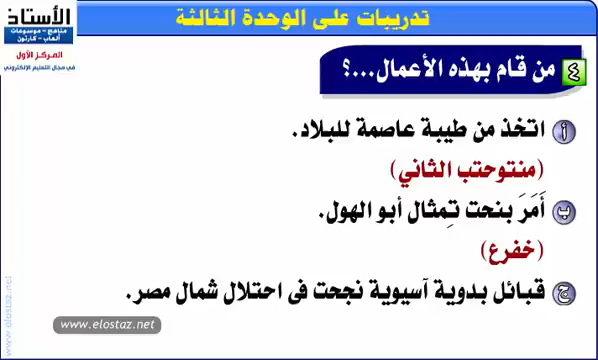 الأستاذ
مناهج - موسوعات
ألعاب - كارتون
المركز الأول
في مجال التعليم الإلكتروني
تدريبات على الوحدة الثالثة
٤ من قام بهذه الأعمال...؟
أ اتخذ من طيبة عاصمة للبلاد.
(منتوحتب الثاني)
ب أَمَرَ بنحت تِمثال أبو الهول.
(خفرع)
ج قبائل بدوية آسيوية نجحت فى احتلال شمال مصر.
www.elostaz.net
www.elostaz.net